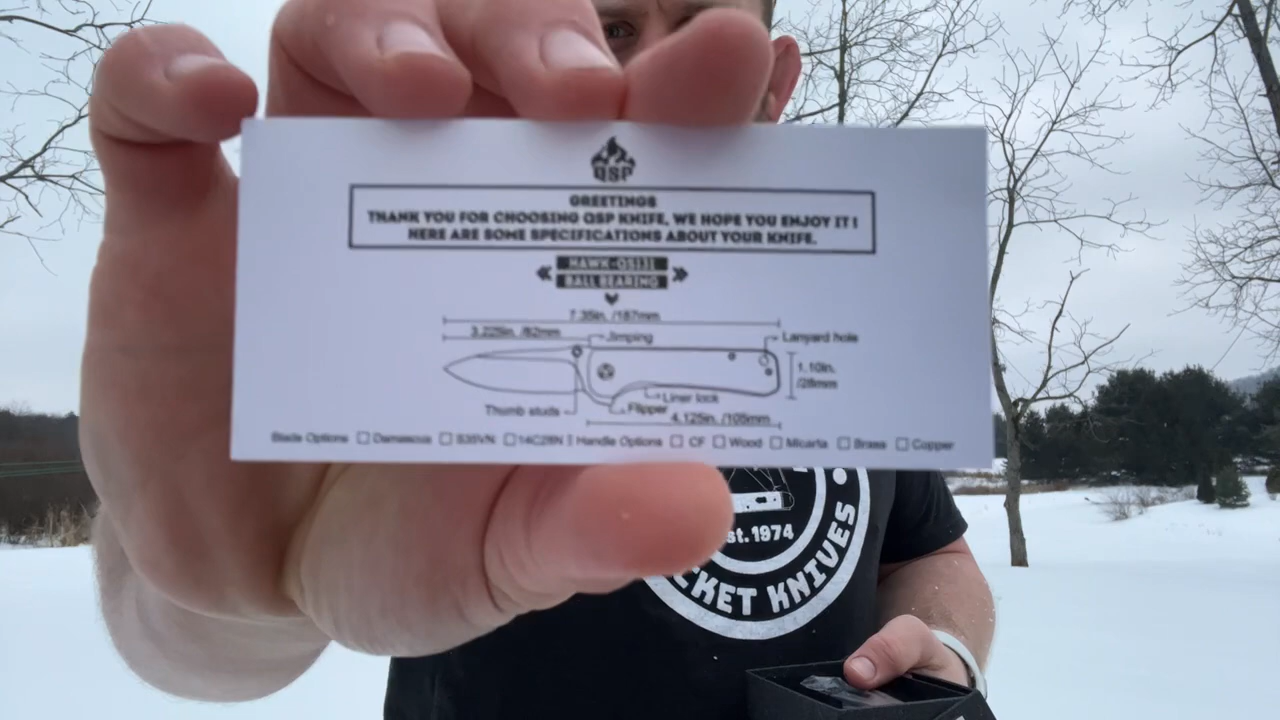 QSP
GREETINGS
THANK YOU FOR CHOOSING QSP KNIFE, WE HOPE YOU ENJOY IT !
HERE ARE SOME SPECIFICATIONS ABOUT YOUR KNIFE.
HAWK-QS131
BALL BEARING
7.35in. /187mm
3.225in. /82mm
Jimping
Lanyard hole
1.10in.
/28mm
Liner lock
Thumb studs
Flipper
4.125in. /105mm
Blade Options □ Damascus □ S35VN □ 14C28N | Handle Options □ CF □ Wood □ Micarta □ Brass □ Copper
st. 1974
CKET KNIVES